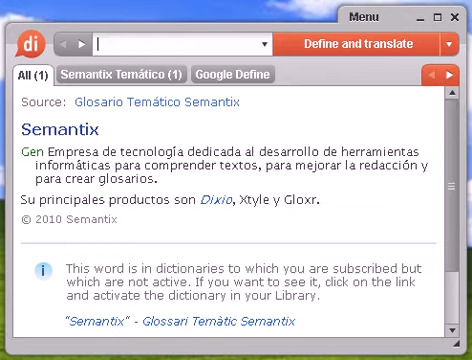 Menu
di
Define and translate
All (1)
Semantix Temático (1)
Google Define
Source: Glosario Temático Semantix
Semantix
Gen Empresa de tecnología dedicada al desarrollo de herramientas
informáticas para comprender textos, para mejorar la redacción y
para crear glosarios.
Su principales productos son Dixio, Xtyle y Gloxr.
© 2010 Semantix
i
This word is in dictionaries to which you are subscribed but
which are not active. If you want to see it, click on the link
and activate the dictionary in your Library.
"Semantix" - Glossari Temàtic Semantix